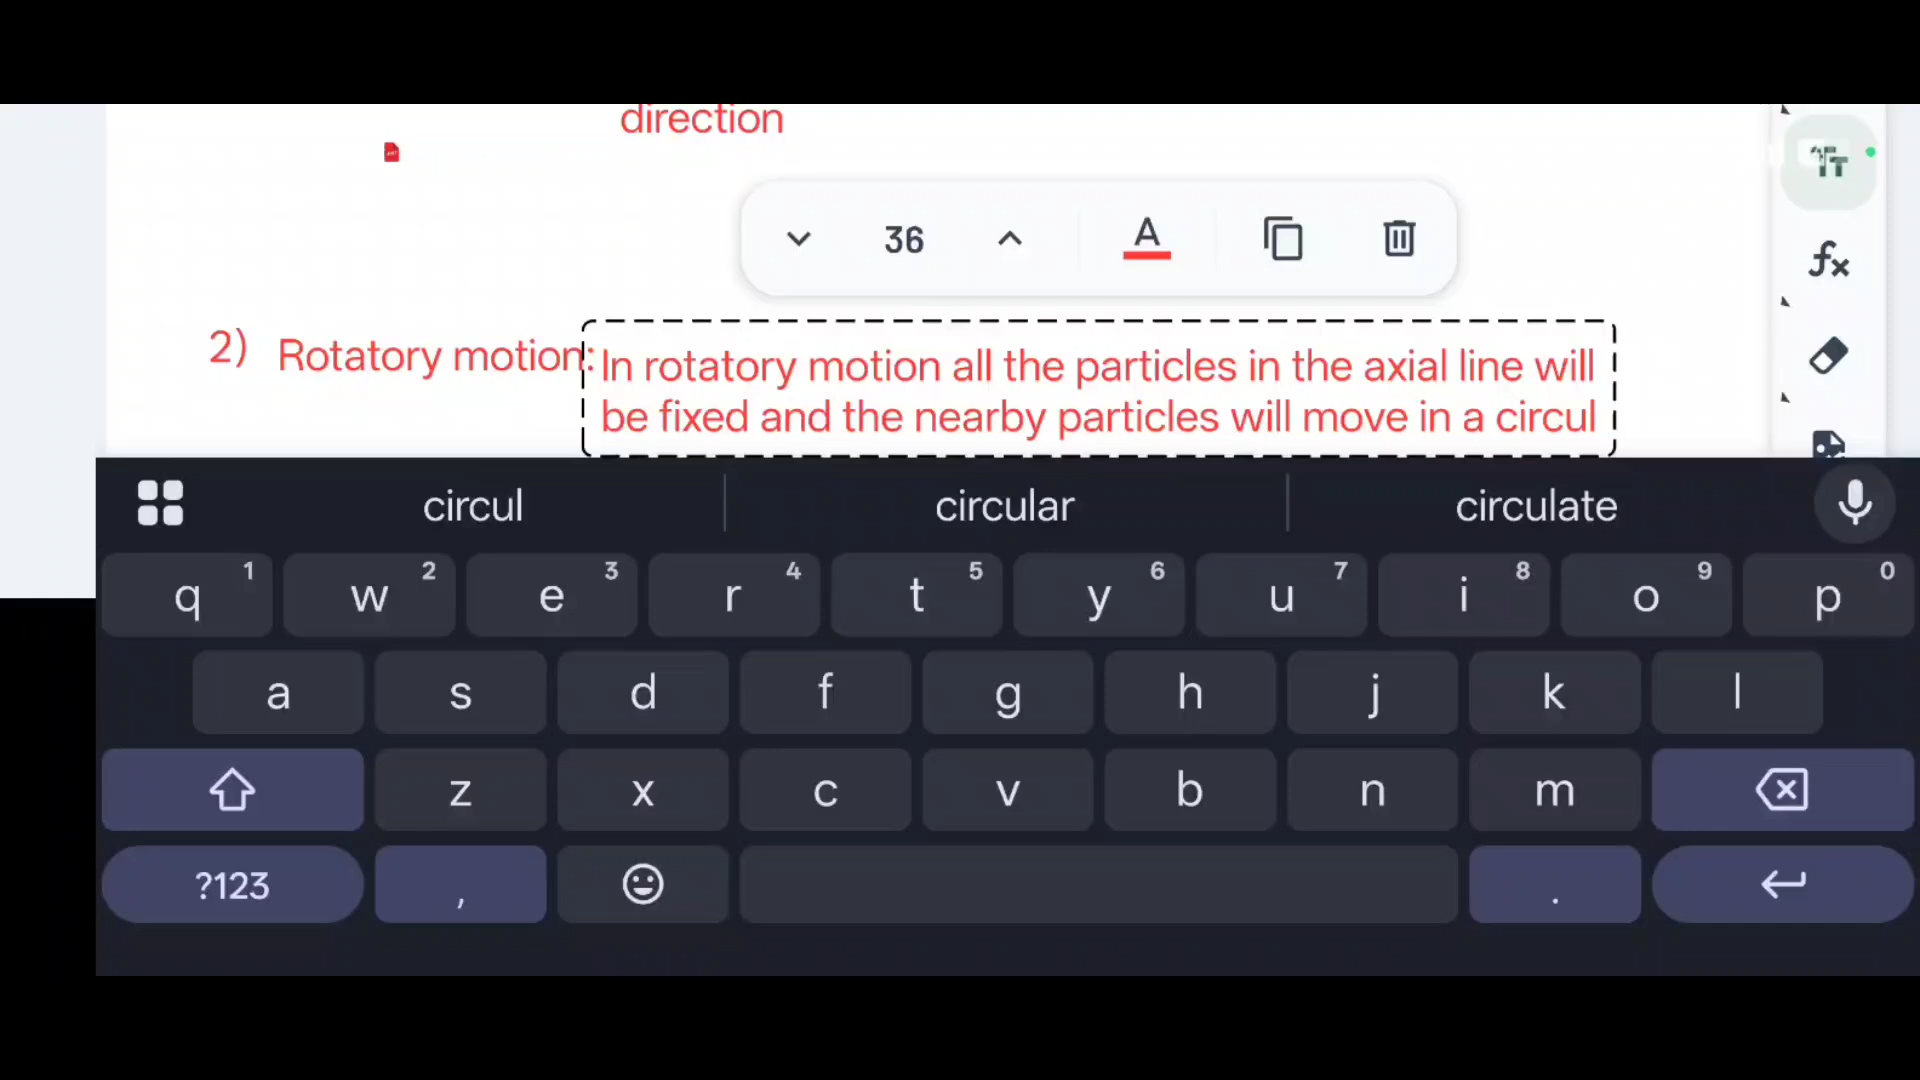 direction
36
A
2) Rotatory motion: In rotatory motion all the particles in the axial line will
be fixed and the nearby particles will move in a circul
circul circular circulate
q 1 w 2 e 3 r 4 t 5 y 6 u 7 i 8 o 9 p 0
a s d f g h j k l
z x c v b n m
?123 , .